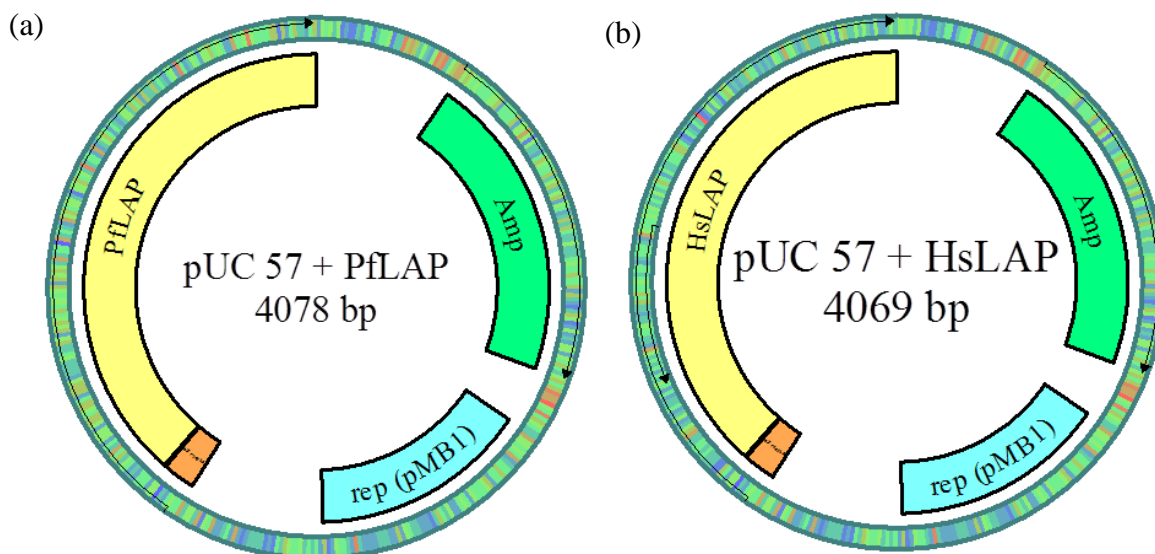 (a)
(b)
PfLAP
Amp
pUC 57 + PfLAP
4078 bp
rep (pMB1)
HsLAP
Amp
pUC 57 + HsLAP
4069 bp
rep (pMB1)